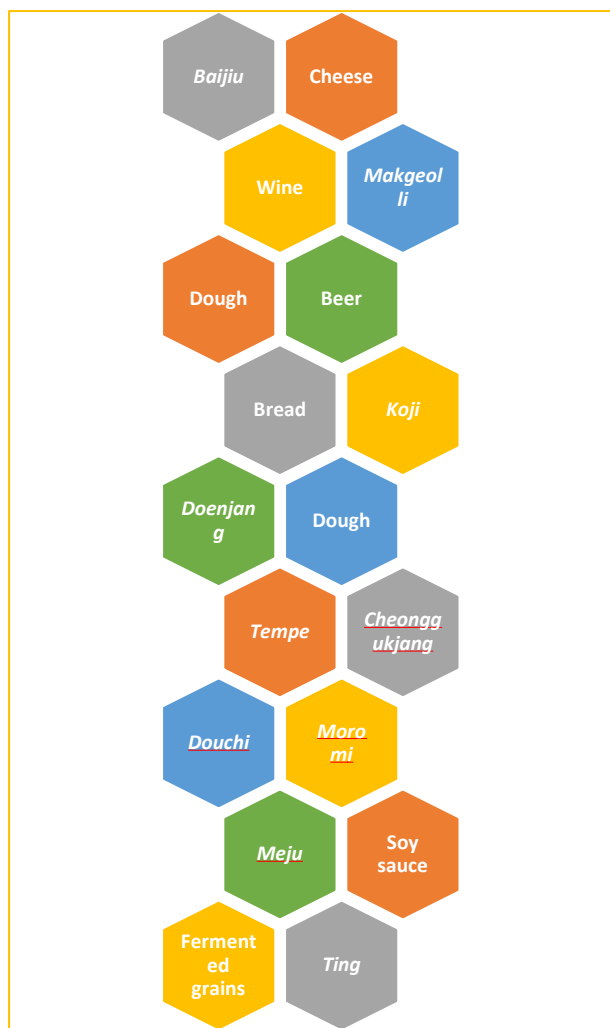 Baijiu
Cheese
Wine
Makgeol
li
Dough
Beer
Bread
Koji
Doenjan
g
Dough
Tempe
Cheongg
ukjang
Douchi
Moro
mi
Meju
Soy
sauce
Ferment
ed
grains
Ting